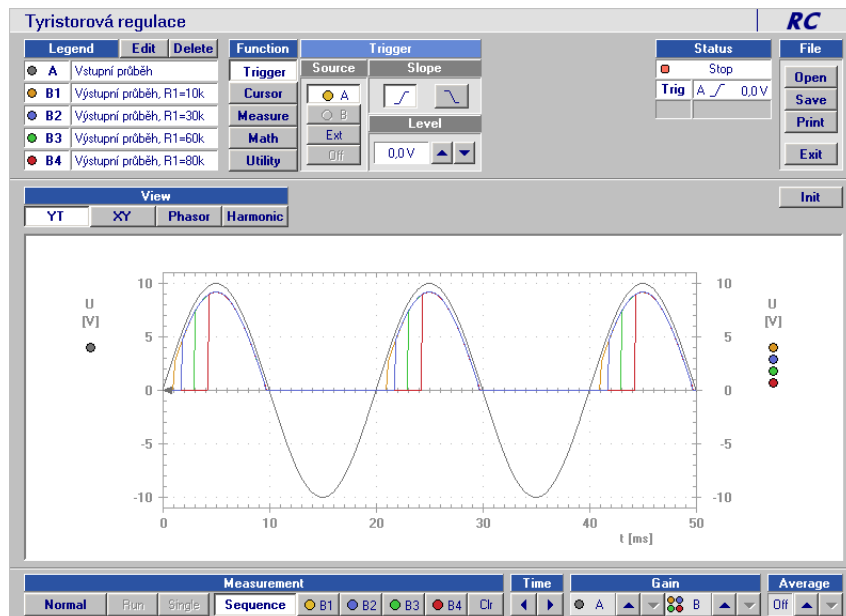 Tyristorová regulace
RC
Legend Edit Delete
A Vstupní průběh
B1 Výstupní průběh, R1=10k
B2 Výstupní průběh, R1=30k
B3 Výstupní průběh, R1=60k
B4 Výstupní průběh, R1=80k
Function
Trigger
Cursor
Measure
Math
Utility
Trigger
Source
A
B
Ext
Off
Slope
Level
0,0 V
Status
Stop
Trig A 0,0 V
File
Open
Save
Print
Exit
View
YT XY Phasor Harmonic
Init
U
[V]
10
5
0
-5
-10
0 10 20 30 40 50
t [ms]
10
5
0
-5
-10
U
[V]
Measurement
Normal Run Single Sequence B1 B2 B3 B4 Clr
Time
Gain
A B
Average
Off